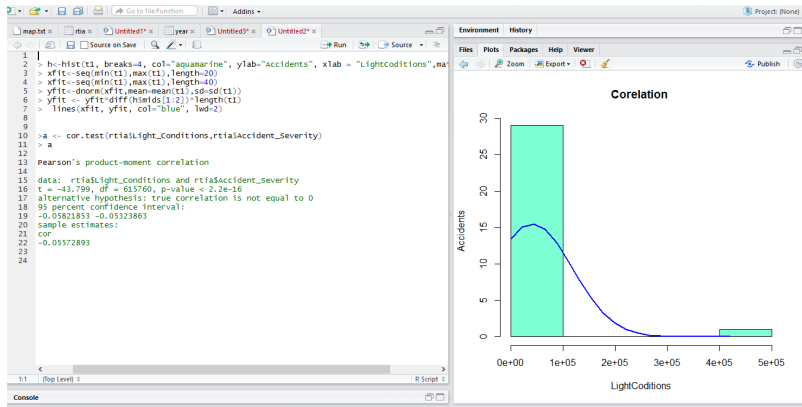 Go to file/function
Addins
Project: (None)
map.txt
rtia
Untitled1*
year
Untitled3*
Untitled2*
Source on Save
Run
Source
1
2 > h<-hist(t1, breaks=4, col="aquamarine", ylab="Accidents", xlab = "LightCoditions",mai
3 > xfit<-seq(min(t1),max(t1),length=20)
4 > xfit<-seq(min(t1),max(t1),length=40)
5 > yfit<-dnorm(xfit,mean=mean(t1),sd=sd(t1))
6 > yfit <- yfit*diff(h$mids[1:2])*length(t1)
7 > lines(xfit, yfit, col="blue", lwd=2)
8
9
10 >a <- cor.test(rtia$Light_Conditions,rtia$Accident_Severity)
11 > a
12
13 Pearson's product-moment correlation
14
15 data: rtia$Light_Conditions and rtia$Accident_Severity
16 t = -43.799, df = 615760, p-value < 2.2e-16
17 alternative hypothesis: true correlation is not equal to 0
18 95 percent confidence interval:
19 -0.05821853 -0.05323863
20 sample estimates:
21 cor
22 -0.05572893
23
24
1:1 (Top Level) R Script
Console
Environment History
Files Plots Packages Help Viewer
Zoom Export Publish
Corelation
30
25
20
15
10
5
0
Accidents
0e+00 1e+05 2e+05 3e+05 4e+05 5e+05
LightCoditions